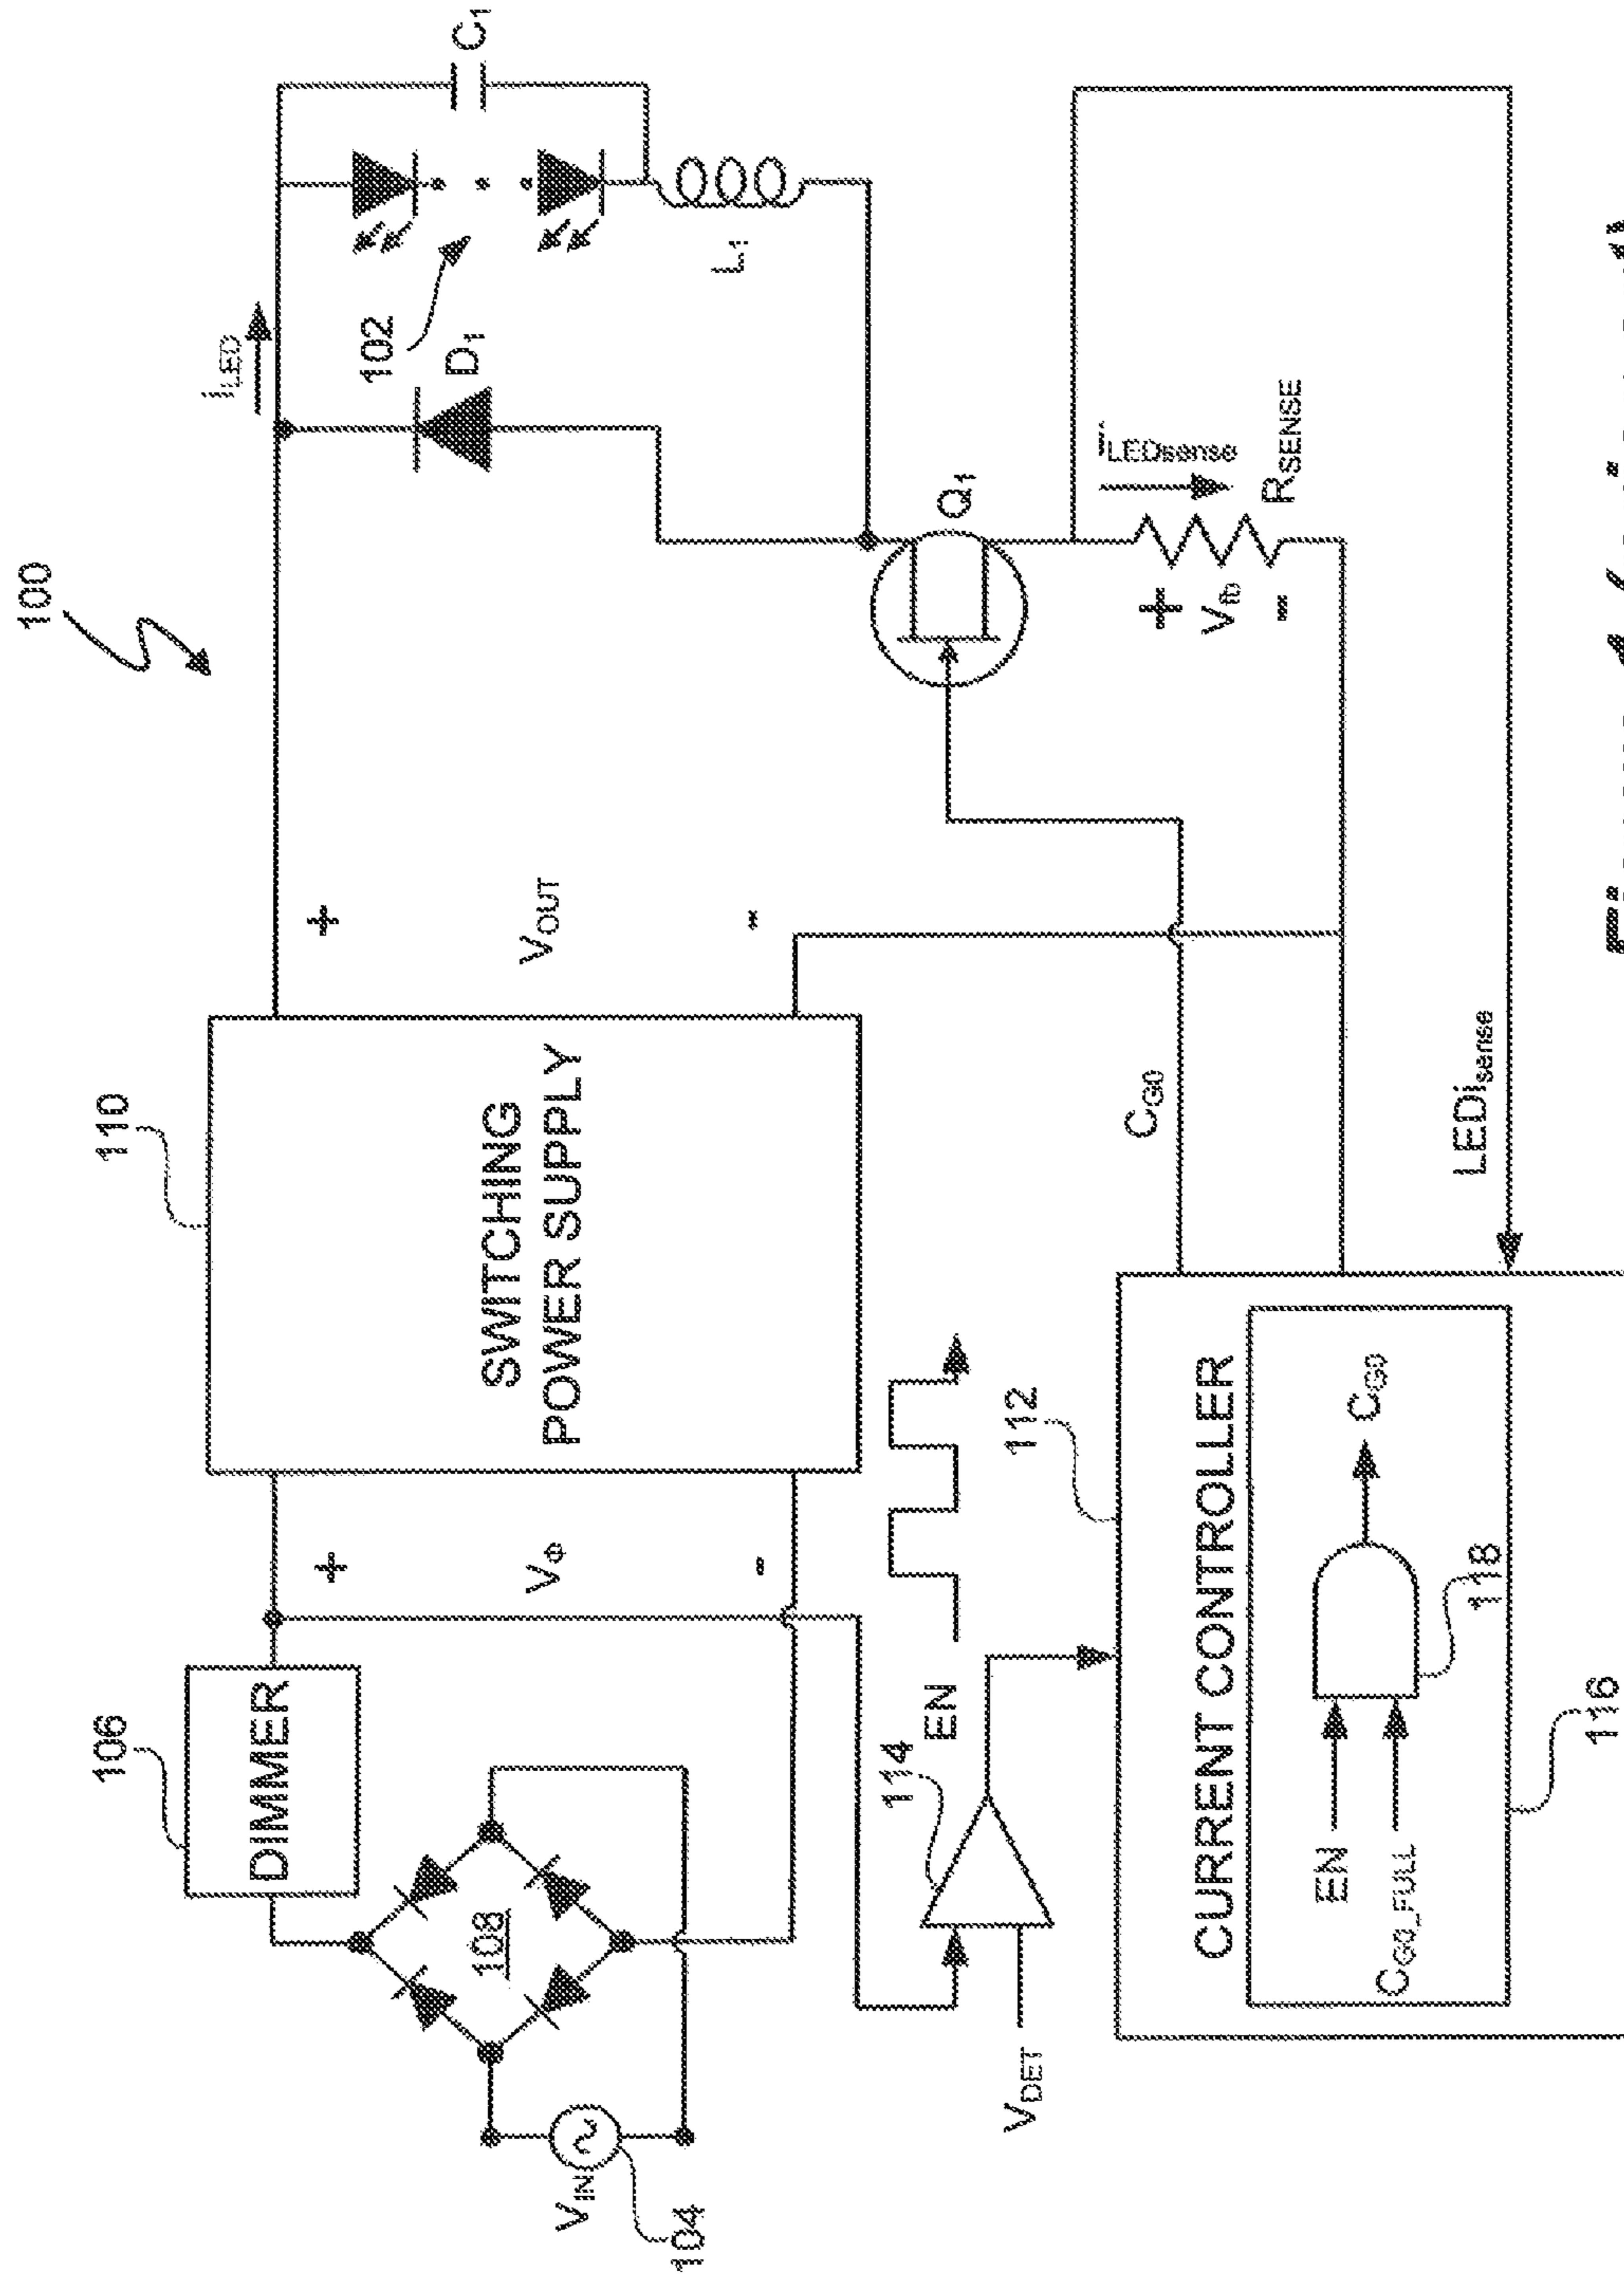 100
106
DIMMER
110
SWITCHING
POWER SUPPLY
+
Vϕ
-
+
VOUT
-
iLED
102
D1
C1
L1
Q1
iLEDsense
RSENSE
+
Vfb
-
108
VIN
104
114
EN
VDET
112
CG0
LEDisense
CURRENT CONTROLLER
EN
CG0_FULL
CG0
118
116